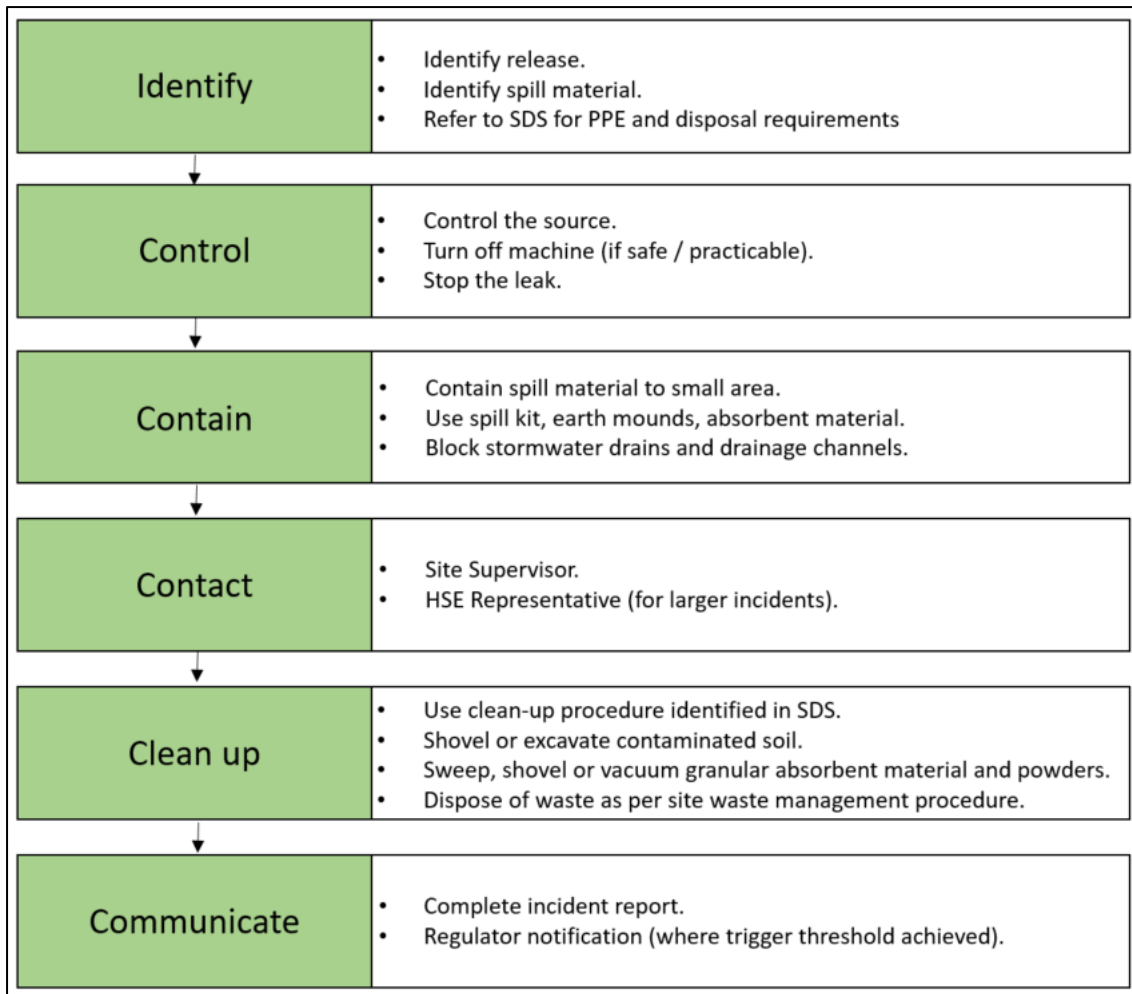 Identify
• Identify release.
• Identify spill material.
• Refer to SDS for PPE and disposal requirements
Control
• Control the source.
• Turn off machine (if safe / practicable).
• Stop the leak.
Contain
• Contain spill material to small area.
• Use spill kit, earth mounds, absorbent material.
• Block stormwater drains and drainage channels.
Contact
• Site Supervisor.
• HSE Representative (for larger incidents).
Clean up
• Use clean-up procedure identified in SDS.
• Shovel or excavate contaminated soil.
• Sweep, shovel or vacuum granular absorbent material and powders.
• Dispose of waste as per site waste management procedure.
Communicate
• Complete incident report.
• Regulator notification (where trigger threshold achieved).